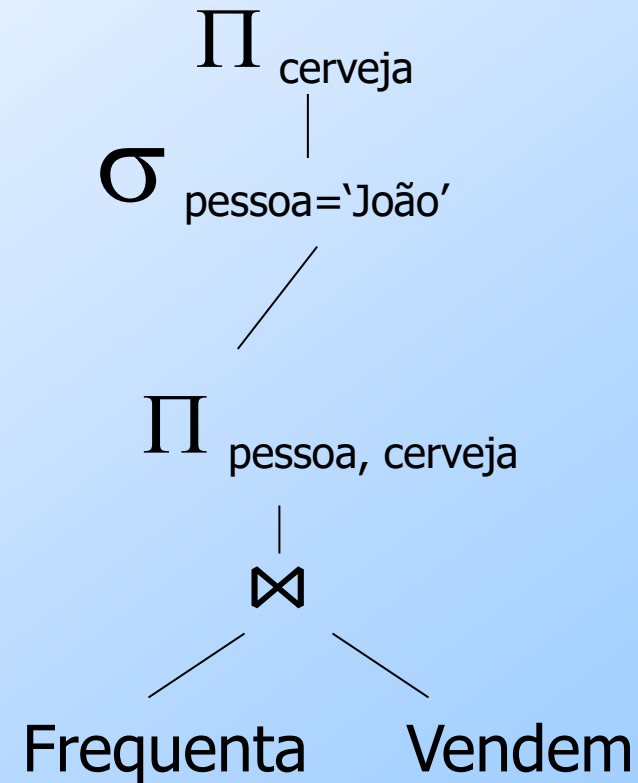 Π cerveja
σ pessoa=‘João’
Π pessoa, cerveja
⋈
Frequenta Vendem